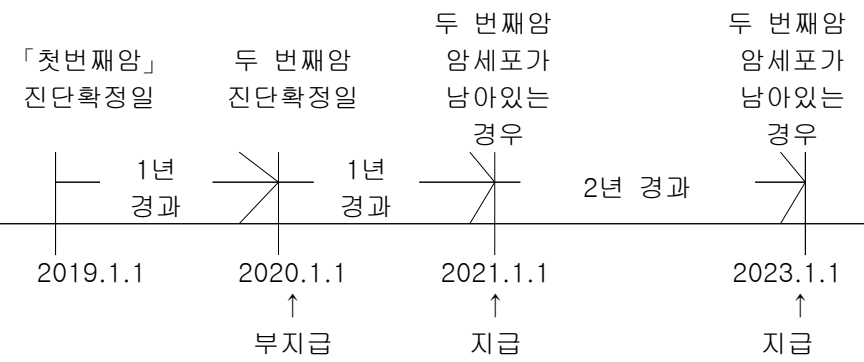 「첫번째암」
진단확정일
두 번째암
진단확정일
두 번째암
암세포가
남아있는
경우
두 번째암
암세포가
남아있는
경우
1년
경과
1년
경과
2년 경과
2019.1.1
2020.1.1
2021.1.1
2023.1.1
↑
↑
↑
부지급
지급
지급